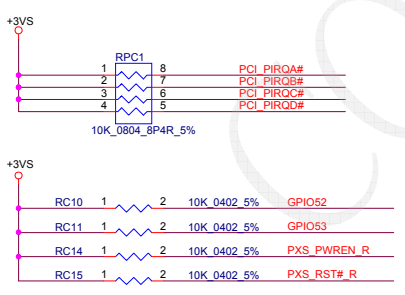 +3VS
RPC1
1 8 PCI_PIRQA#
2 7 PCI_PIRQB#
3 6 PCI_PIRQC#
4 5 PCI_PIRQD#
10K_0804_8P4R_5%
+3VS
RC10 1 2 10K_0402_5% GPIO52
RC11 1 2 10K_0402_5% GPIO53
RC14 1 2 10K_0402_5% PXS_PWREN_R
RC15 1 2 10K_0402_5% PXS_RST#_R